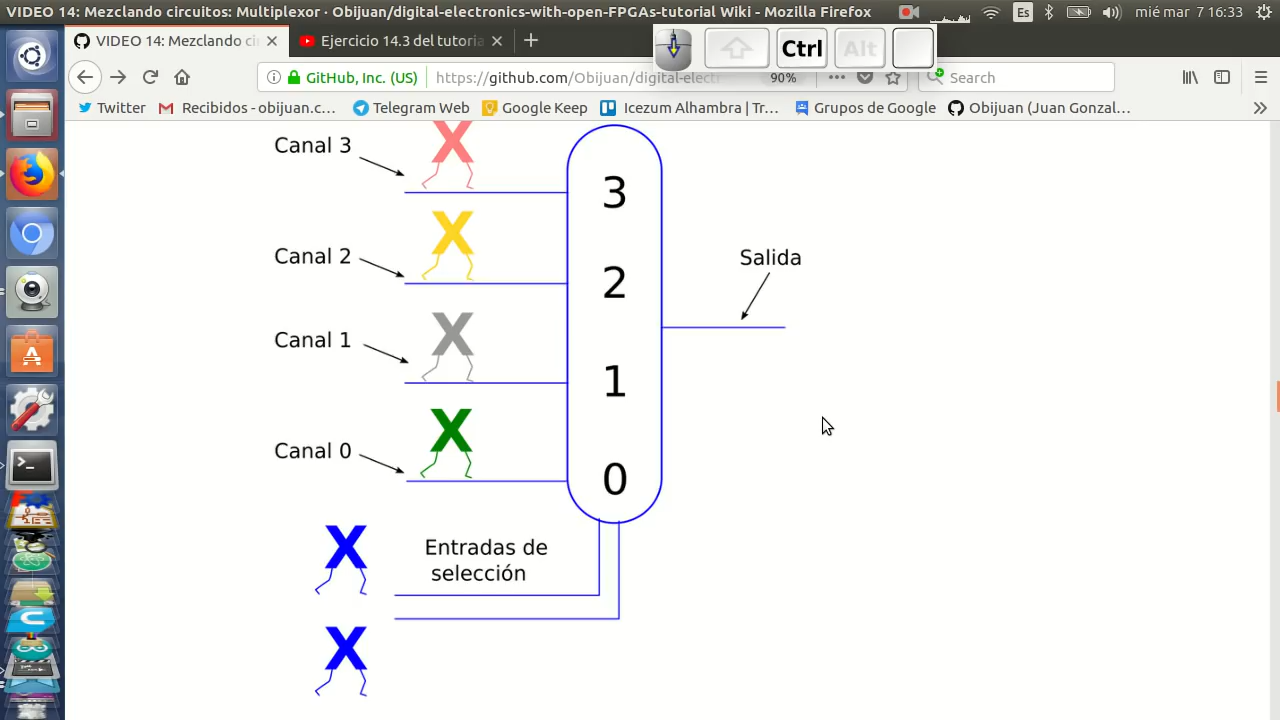 VIDEO 14: Mezclando circuitos: Multiplexor · Obijuan/digital-electronics-with-open-FPGAs-tutorial Wiki - Mozilla Firefox
Es
mié mar 7 16:33
VIDEO 14: Mezclando ci
Ejercicio 14.3 del tutoria
Ctrl
Alt
GitHub, Inc. (US)
https://github.com/Obijuan/digital-elect
90%
Search
Twitter
Recibidos - obijuan.c…
Telegram Web
Google Keep
Icezum Alhambra | Tr…
Grupos de Google
Obijuan (Juan Gonzal…
Canal 3
X
3
Canal 2
X
2
Salida
Canal 1
X
1
Canal 0
X
0
X
Entradas de
selección
X